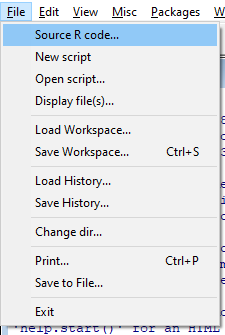 File Edit View Misc Packages W
Source R code...
New script
Open script...
Display file(s)...
Load Workspace...
Save Workspace... Ctrl+S
Load History...
Save History...
Change dir...
Print... Ctrl+P
Save to File...
Exit
'help.start()' for an HTML